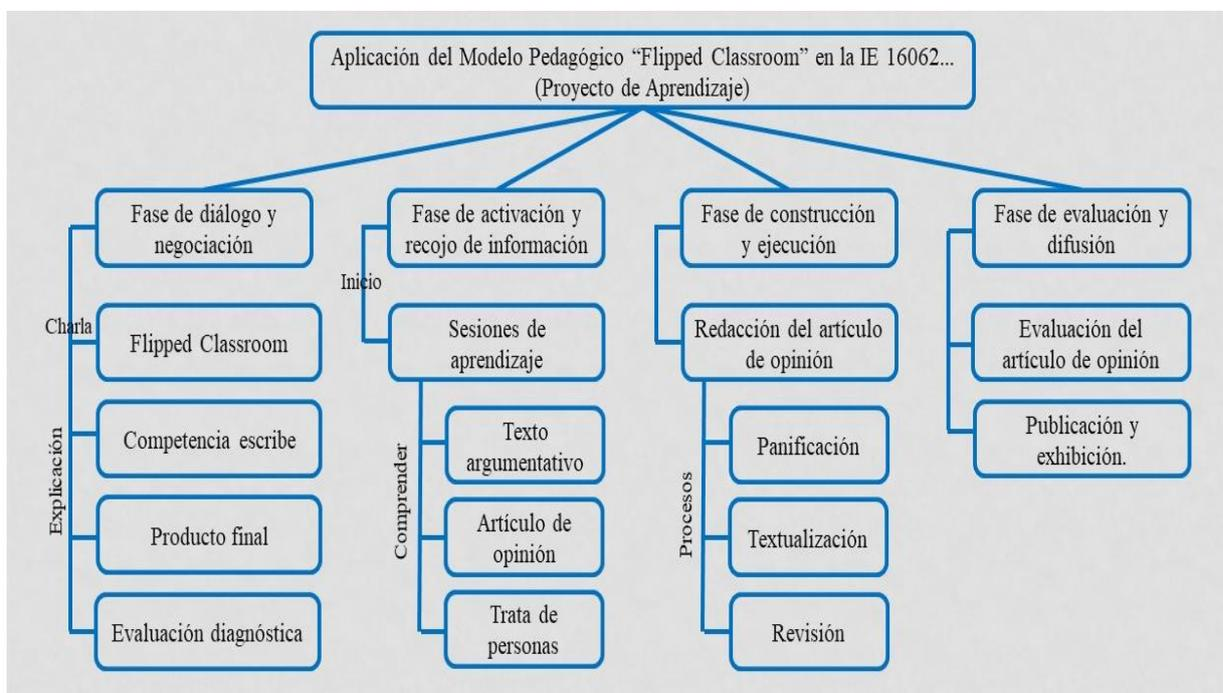 Aplicación del Modelo Pedagógico “Flipped Classroom” en la IE 16062...
(Proyecto de Aprendizaje)
Fase de diálogo y
negociación
Charla
Flipped Classroom
Explicación
Competencia escribe
Producto final
Evaluación diagnóstica
Fase de activación y
recojo de información
Inicio
Sesiones de
aprendizaje
Comprender
Texto
argumentativo
Artículo de
opinión
Trata de
personas
Fase de construcción
y ejecución
Redacción del artículo
de opinión
Procesos
Panificación
Textualización
Revisión
Fase de evaluación y
difusión
Evaluación del
artículo de opinión
Publicación y
exhibición.